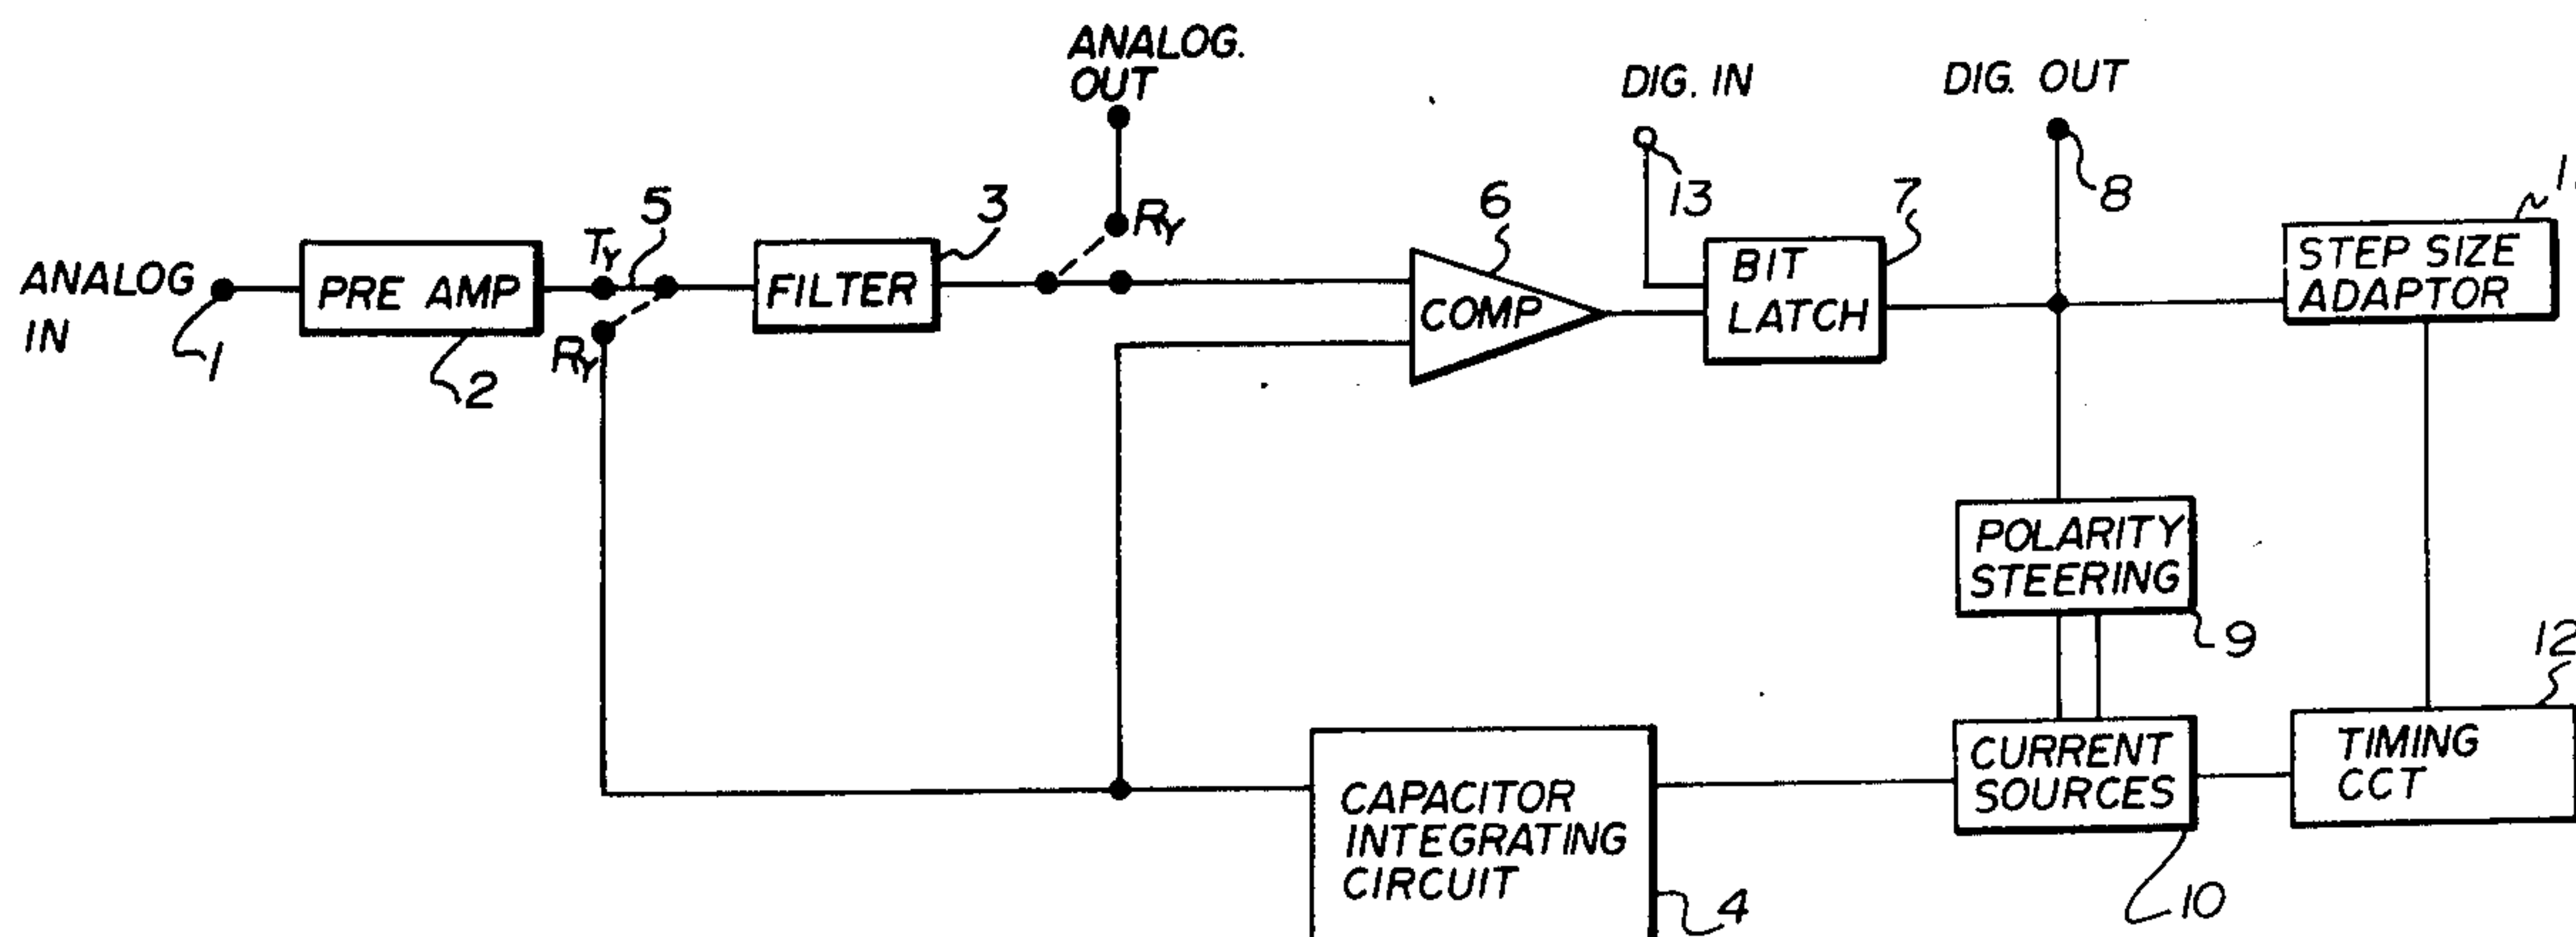 ANALOG.
OUT
DIG. IN
DIG. OUT
ANALOG
IN
1
PRE AMP
2
TY
5
RY
FILTER
3
RY
6
COMP
13
BIT
LATCH
7
8
STEP SIZE
ADAPTOR
POLARITY
STEERING
9
CAPACITOR
INTEGRATING
CIRCUIT
4
CURRENT
SOURCES
10
TIMING
CCT
12